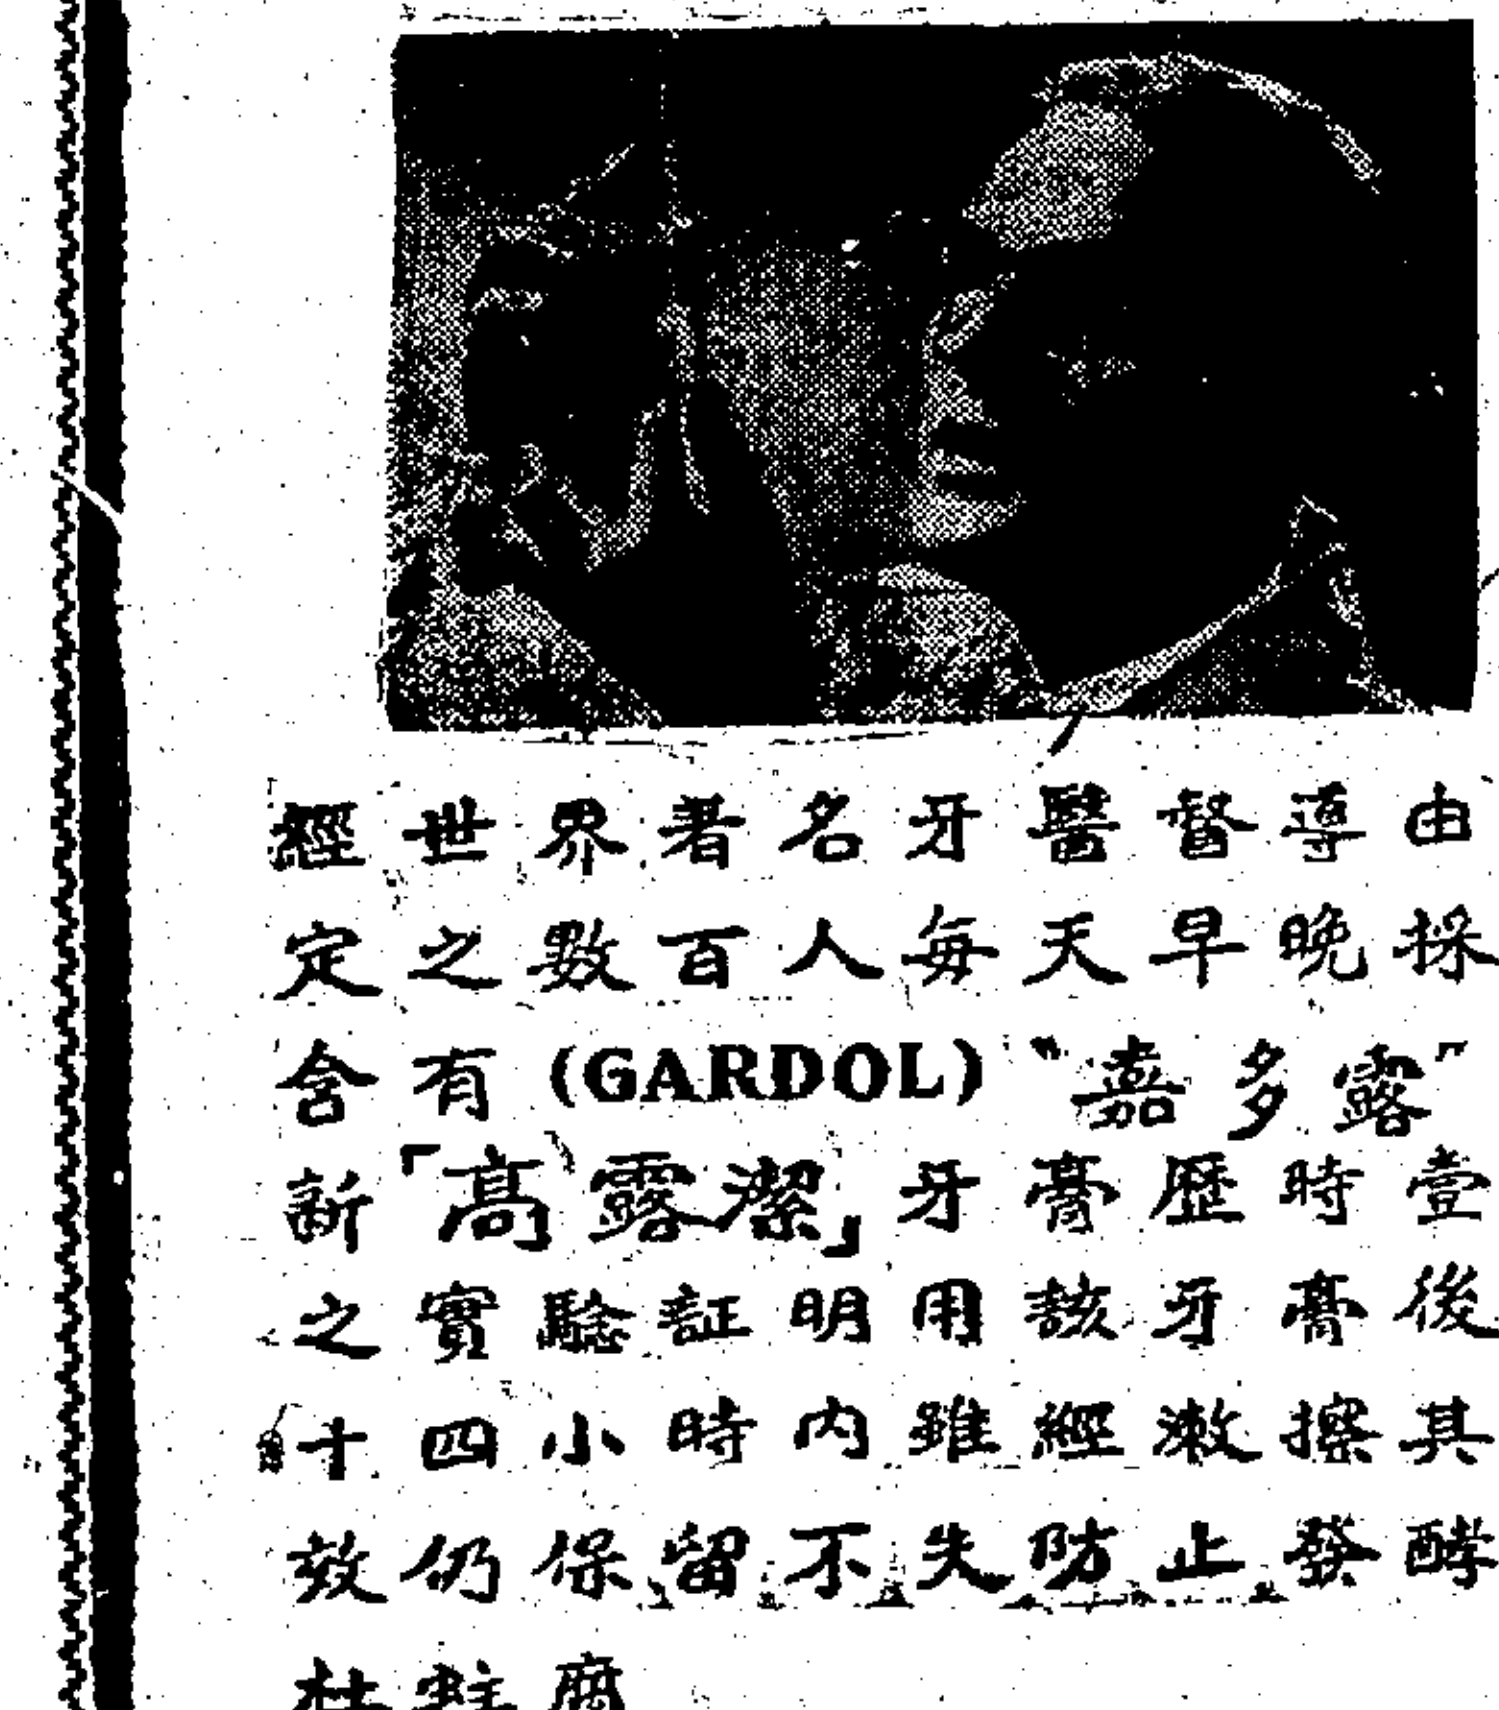 經世界著名牙醫督導由
定之數百人每天早晚採
含有(GARDOL)〝嘉多露〞
新「高露潔」牙膏歷時壹
之實驗証明用該牙膏後
十四小時內雖經漱擦其
效仍保留不失防止發酵
杜蛀腐